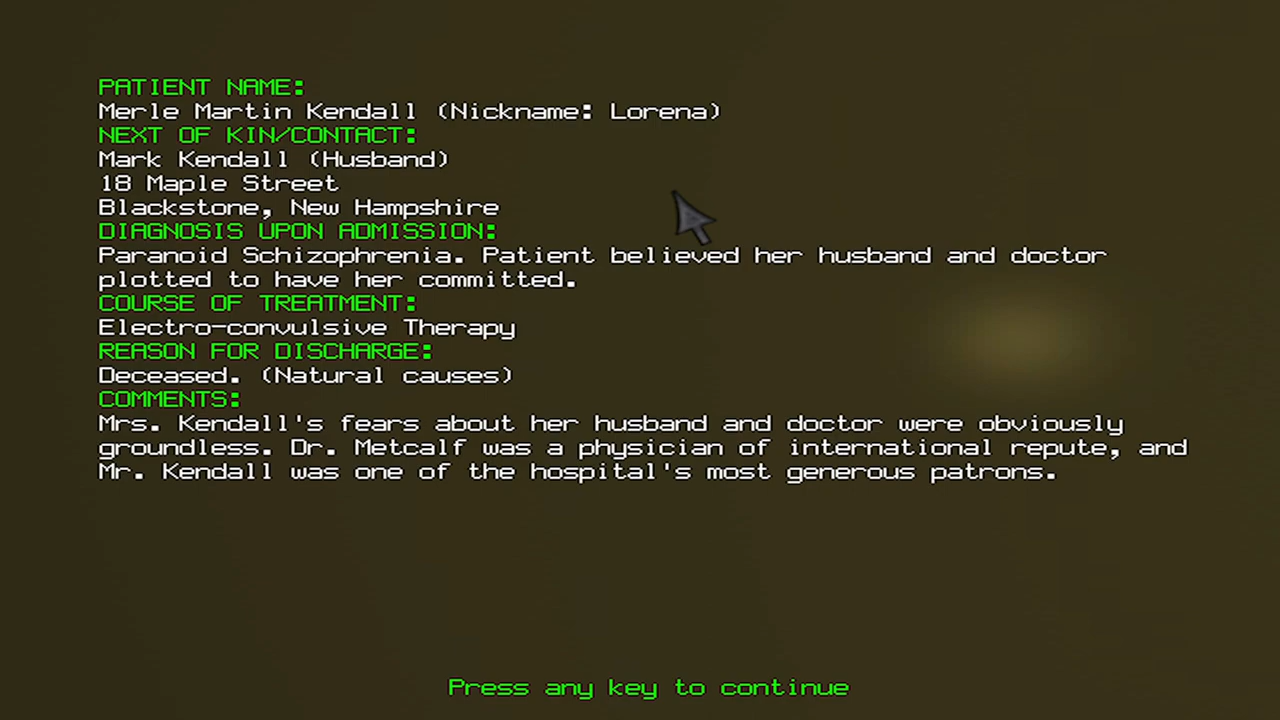 PATIENT NAME:
Merle Martin Kendall (Nickname: Lorena)
NEXT OF KIN/CONTACT:
Mark Kendall (Husband)
18 Maple Street
Blackstone, New Hampshire
DIAGNOSIS UPON ADMISSION:
Paranoid Schizophrenia. Patient believed her husband and doctor
plotted to have her committed.
COURSE OF TREATMENT:
Electro-convulsive Therapy
REASON FOR DISCHARGE:
Deceased. (Natural causes)
COMMENTS:
Mrs. Kendall's fears about her husband and doctor were obviously
groundless. Dr. Metcalf was a physician of international repute, and
Mr. Kendall was one of the hospital's most generous patrons.
Press any key to continue